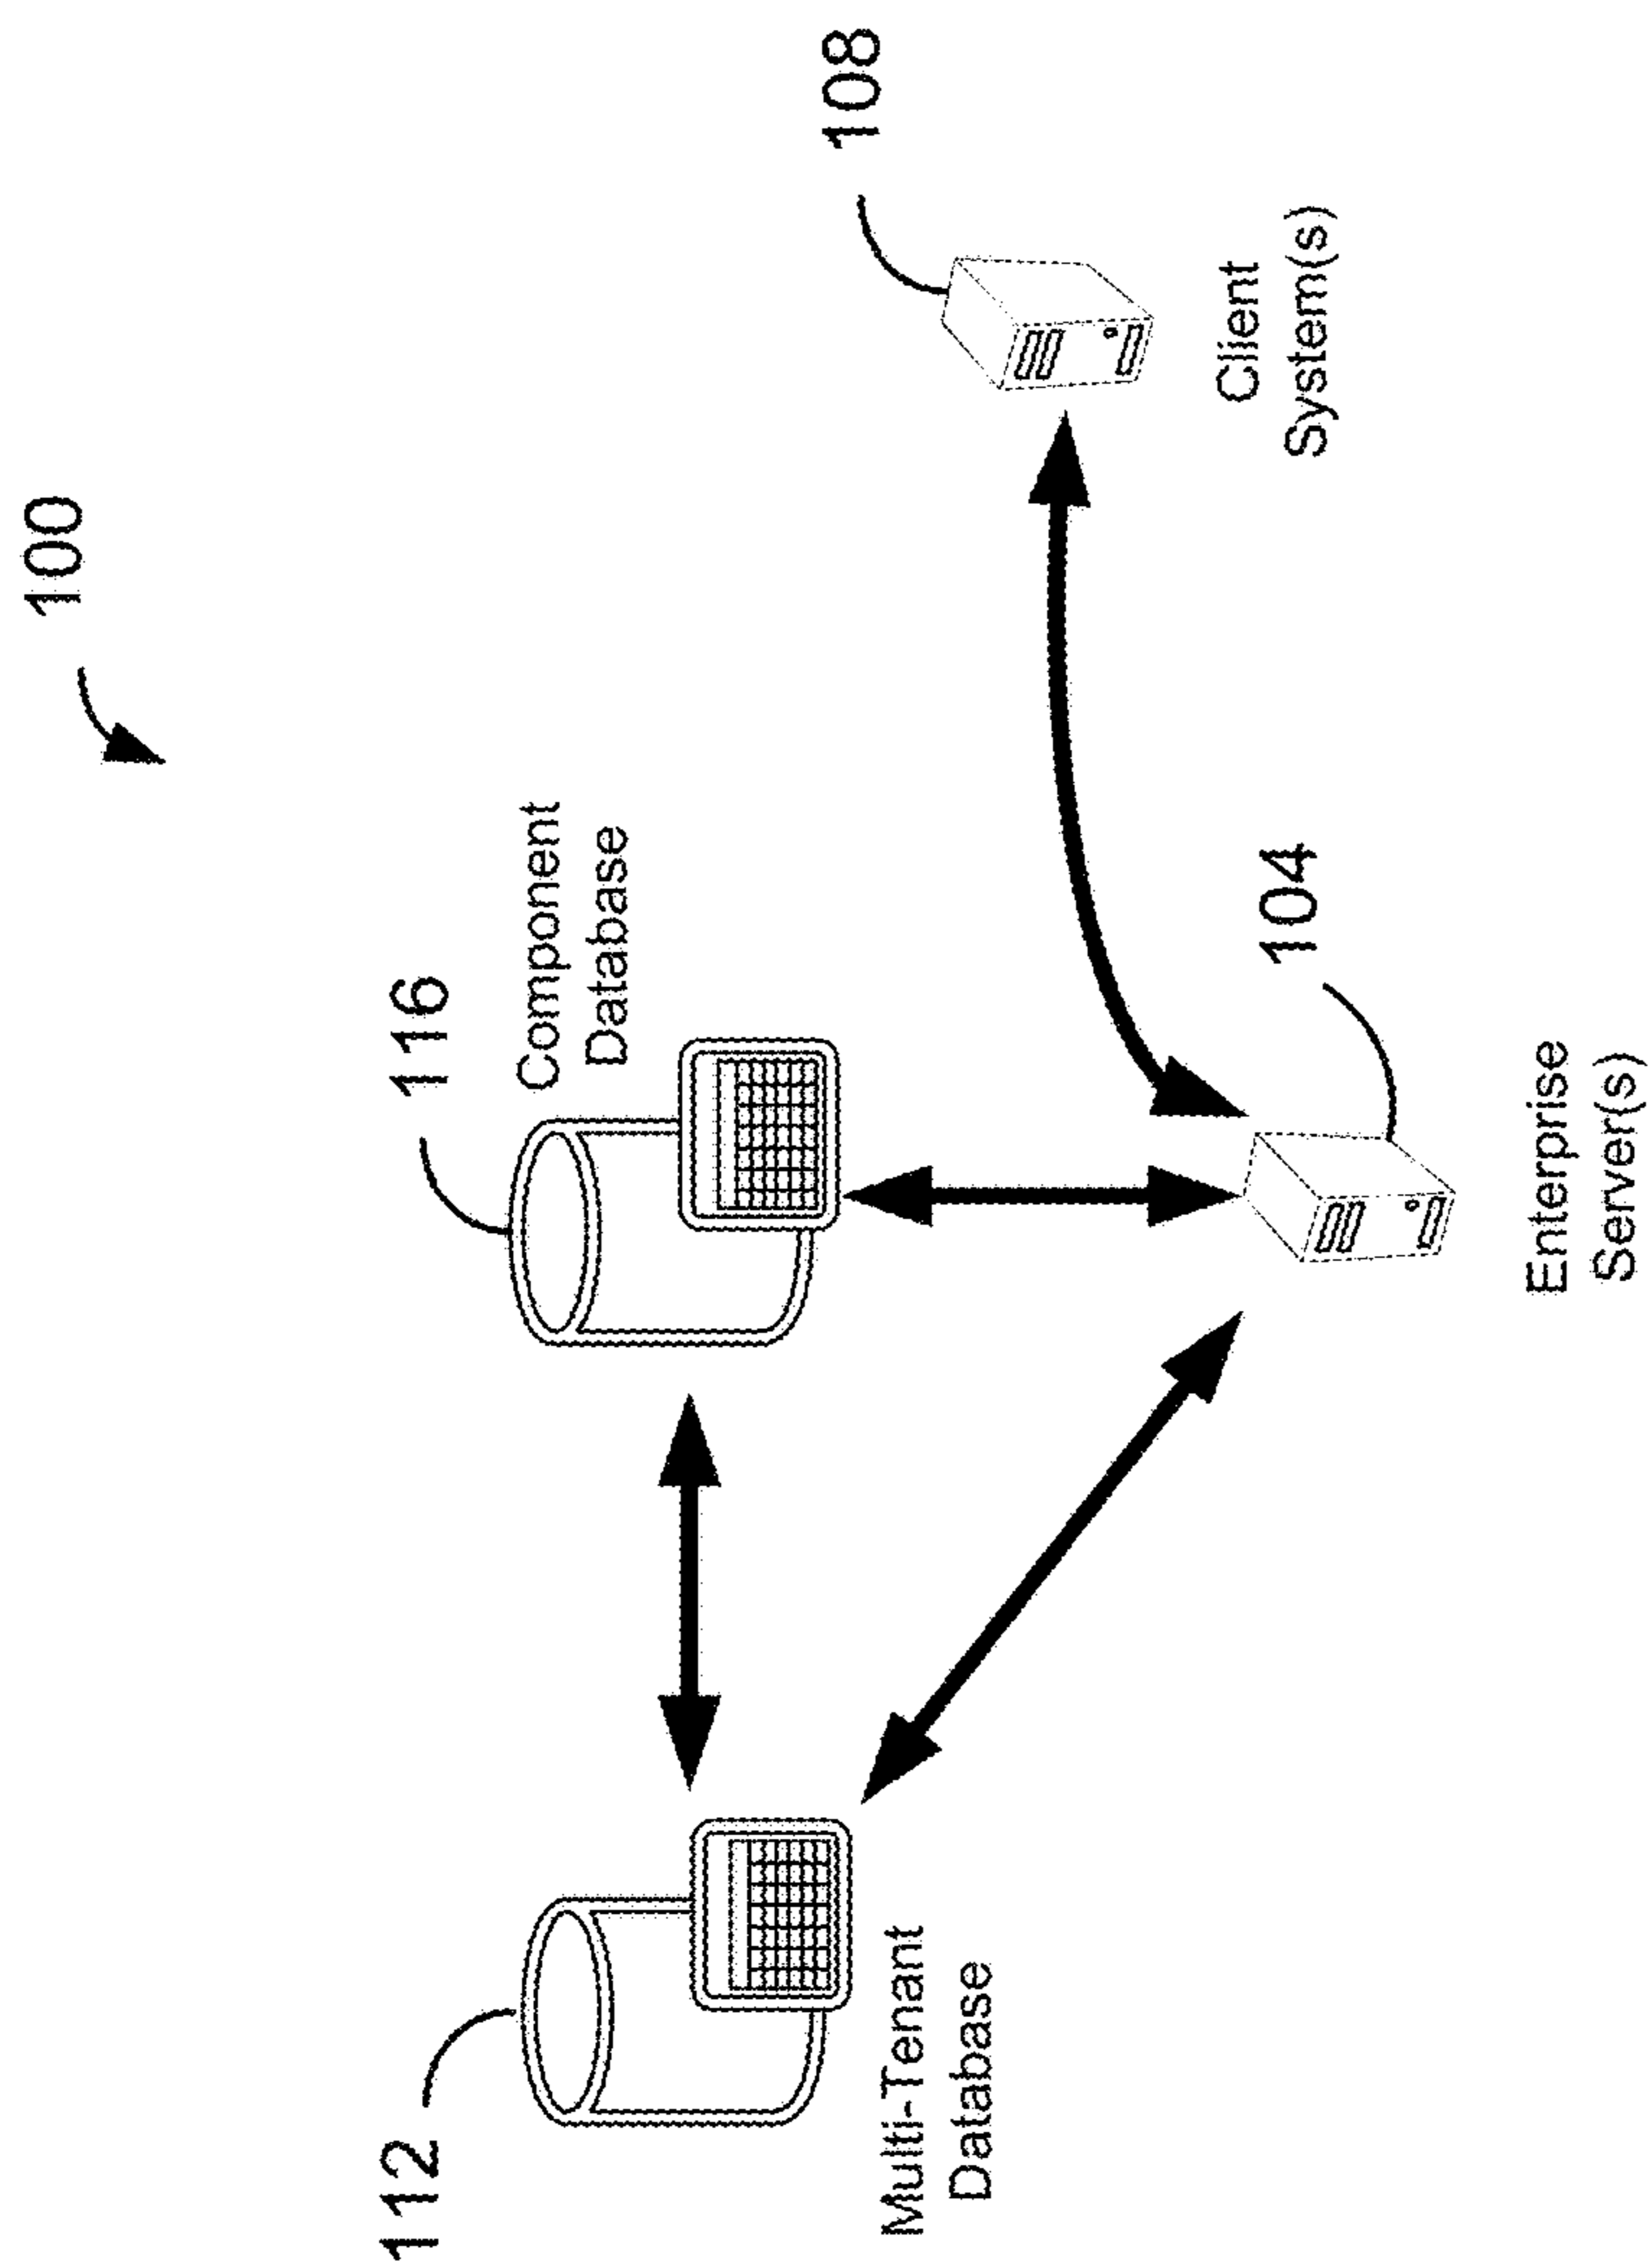 100
116
Component
Database
108
112
Multi-Tenant
Database
104
Client
System(s)
Enterprise
Server(s)